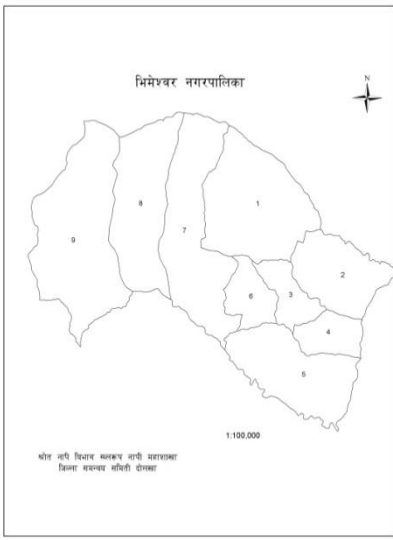 भिमेश्वर नगरपालिका
N
1
8
7
9
2
6
3
4
5
1:100,000
श्रोत नापि विभाग स्थलरूप नापी महाशाखा
जिल्ला समन्वय समिती दोलखा